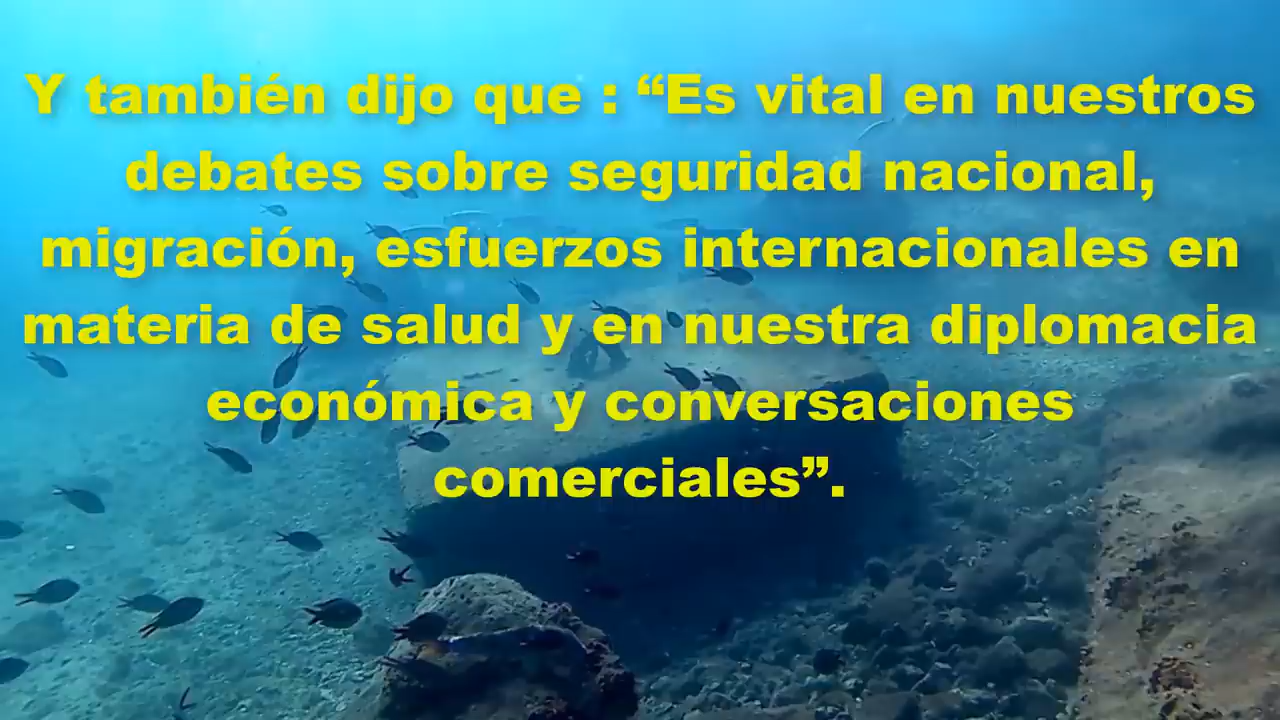 Y también dijo que : “Es vital en nuestros
debates sobre seguridad nacional,
migración, esfuerzos internacionales en
materia de salud y en nuestra diplomacia
económica y conversaciones
comerciales”.